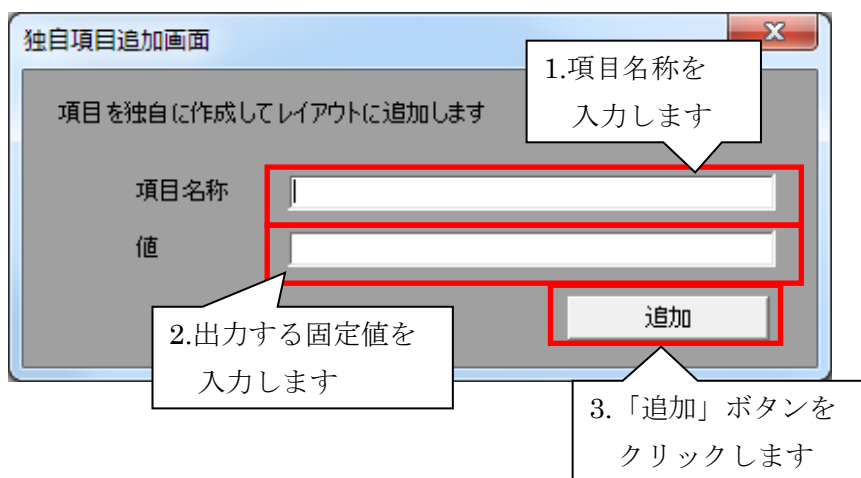 独自項目追加画面
1.項目名称を
入力します
項目を独自に作成してレイアウトに追加します
項目名称
値
2.出力する固定値を
入力します
追加
3.「追加」ボタンを
クリックします